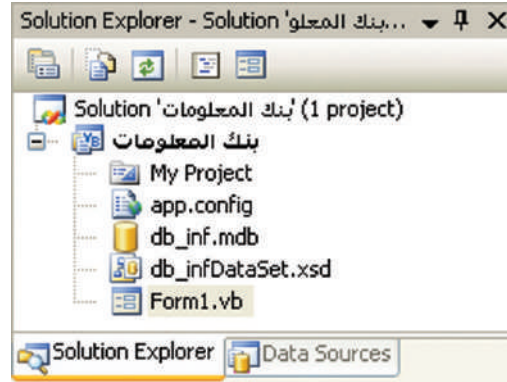 Solution Explorer - Solution 'بنك المعلو...
Solution 'بنك المعلومات' (1 project)
بنك المعلومات
My Project
app.config
db_inf.mdb
db_infDataSet.xsd
Form1.vb
Solution Explorer Data Sources